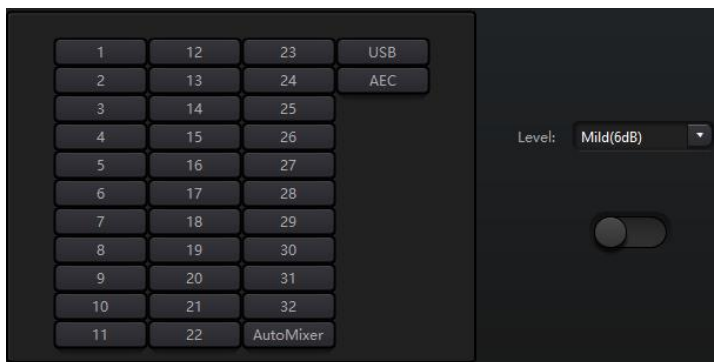 1 12 23 USB
2 13 24 AEC
3 14 25
4 15 26
5 16 27
6 17 28
7 18 29
8 19 30
9 20 31
10 21 32
11 22 AutoMixer
Level: Mild(6dB)